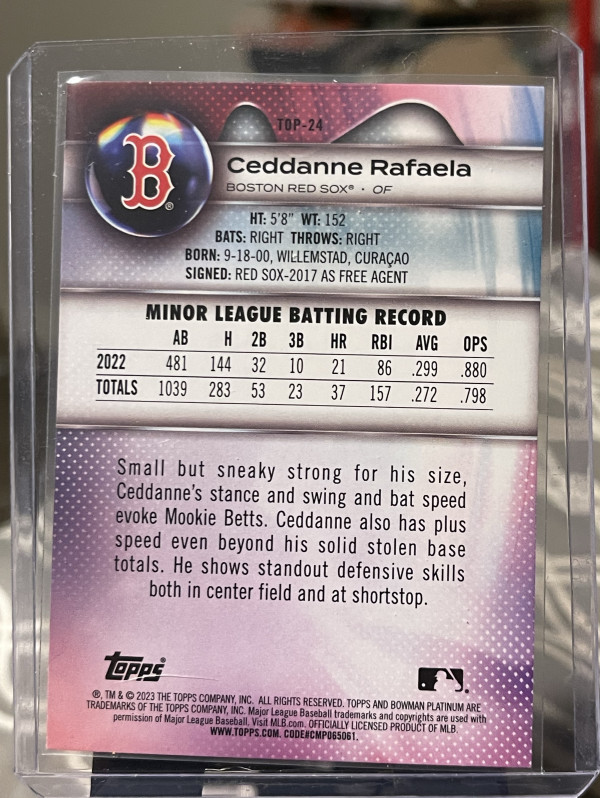 TOP-24
B®
Ceddanne Rafaela
BOSTON RED SOX® · OF
HT: 5'8" WT: 152
BATS: RIGHT THROWS: RIGHT
BORN: 9-18-00, WILLEMSTAD, CURAÇAO
SIGNED: RED SOX-2017 AS FREE AGENT
MINOR LEAGUE BATTING RECORD
AB H 2B 3B HR RBI AVG OPS
2022 481 144 32 10 21 86 .299 .880
TOTALS 1039 283 53 23 37 157 .272 .798
Small but sneaky strong for his size,
Ceddanne's stance and swing and bat speed
evoke Mookie Betts. Ceddanne also has plus
speed even beyond his solid stolen base
totals. He shows standout defensive skills
both in center field and at shortstop.
topps®
®, TM & © 2023 THE TOPPS COMPANY, INC. ALL RIGHTS RESERVED. TOPPS AND BOWMAN PLATINUM ARE
TRADEMARKS OF THE TOPPS COMPANY, INC. Major League Baseball trademarks and copyrights are used with
permission of Major League Baseball. Visit MLB.com. OFFICIALLY LICENSED PRODUCT OF MLB.
WWW.TOPPS.COM. CODE#CMP065061.